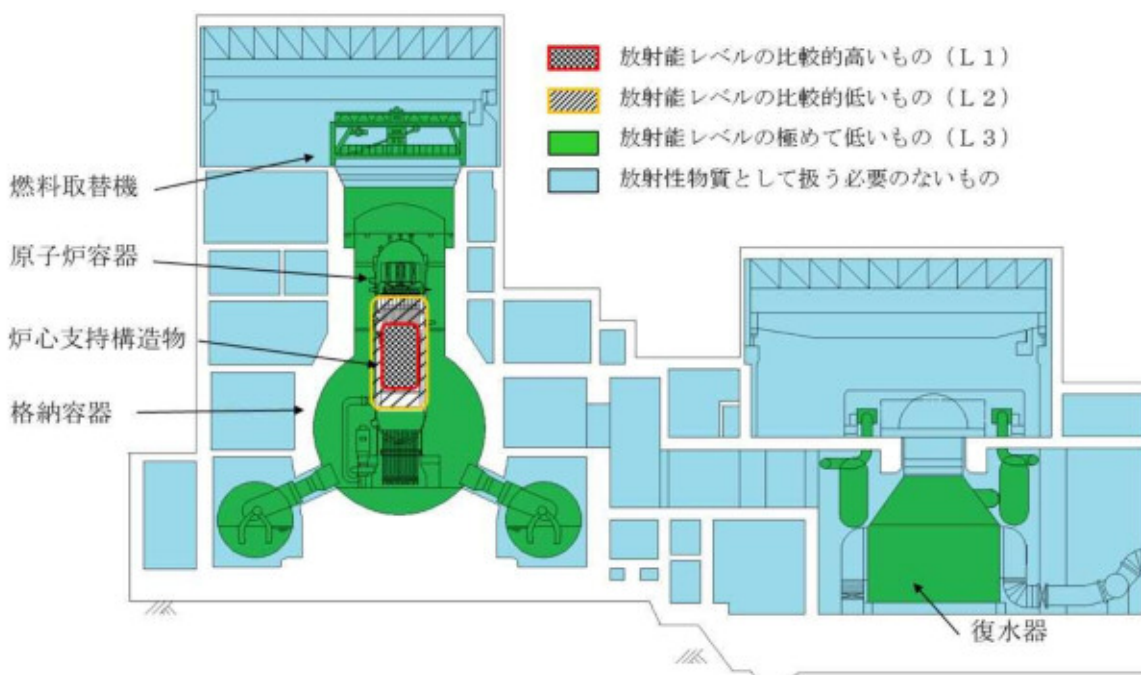 放射能レベルの比較的高いもの（Ｌ１）
放射能レベルの比較的低いもの（Ｌ２）
放射能レベルの極めて低いもの（Ｌ３）
放射性物質として扱う必要のないもの
燃料取替機
原子炉容器
炉心支持構造物
格納容器
復水器